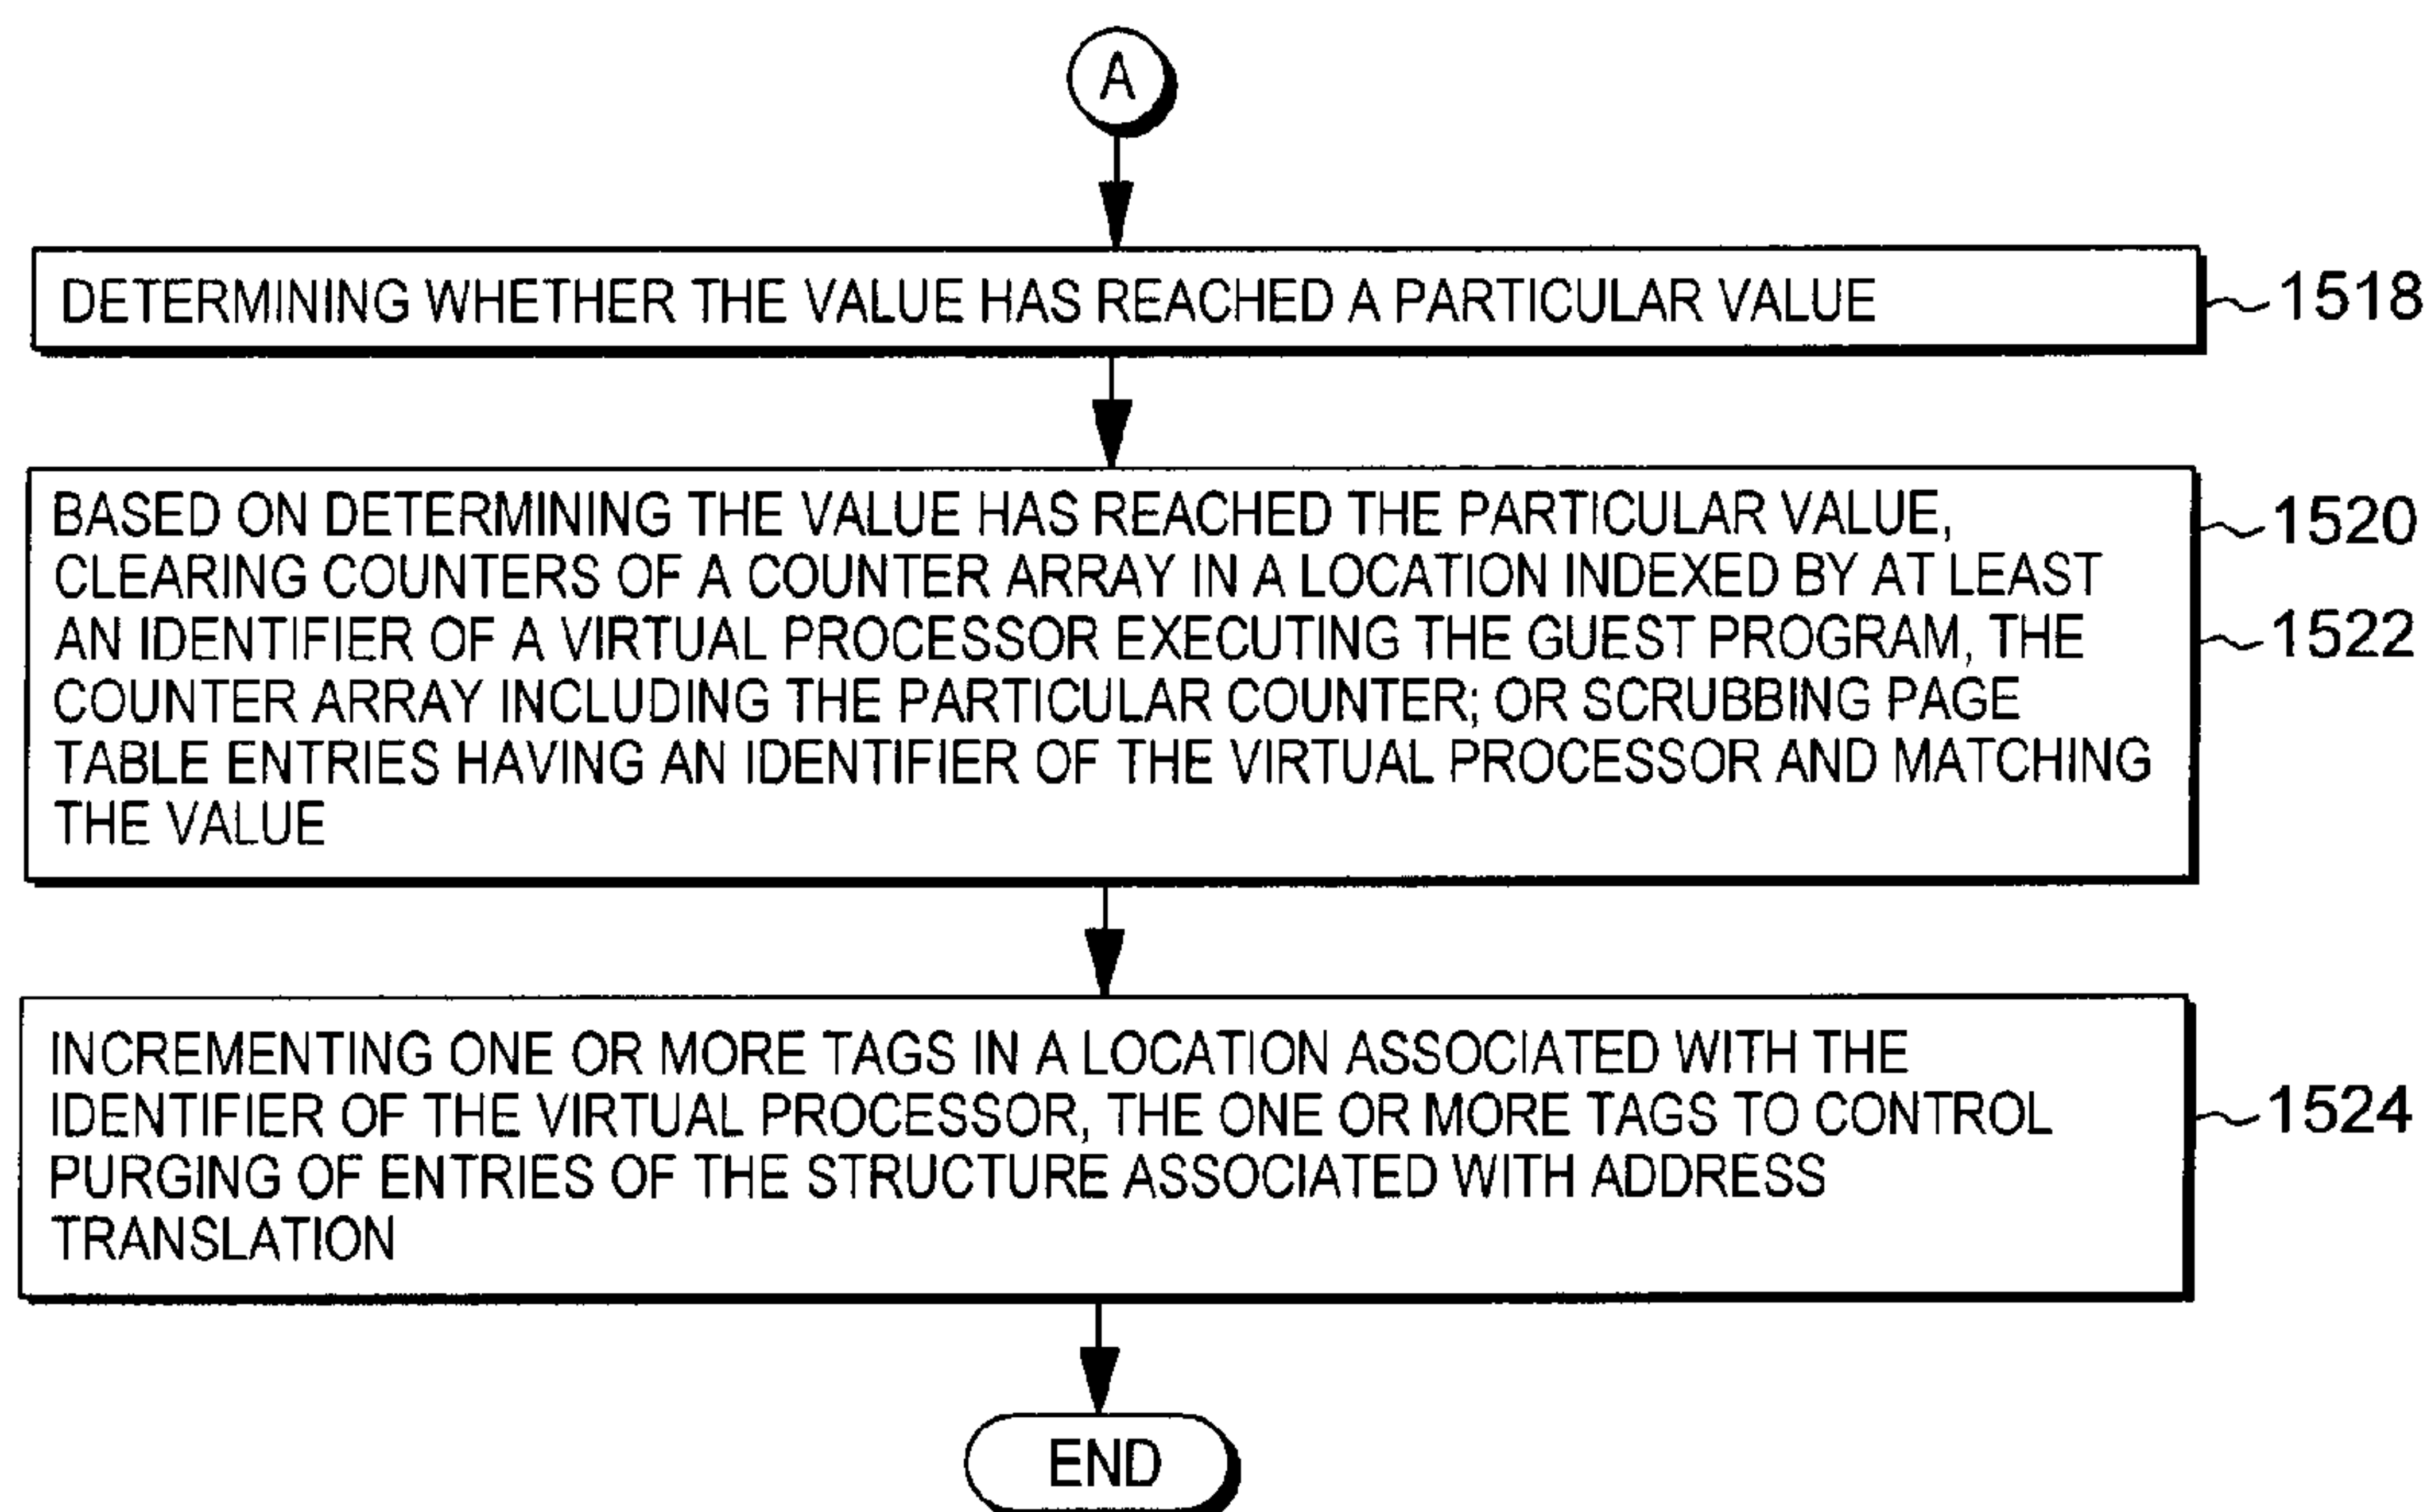 A
DETERMINING WHETHER THE VALUE HAS REACHED A PARTICULAR VALUE
1518
BASED ON DETERMINING THE VALUE HAS REACHED THE PARTICULAR VALUE,
1520
CLEARING COUNTERS OF A COUNTER ARRAY IN A LOCATION INDEXED BY AT LEAST
AN IDENTIFIER OF A VIRTUAL PROCESSOR EXECUTING THE GUEST PROGRAM, THE
1522
COUNTER ARRAY INCLUDING THE PARTICULAR COUNTER; OR SCRUBBING PAGE
TABLE ENTRIES HAVING AN IDENTIFIER OF THE VIRTUAL PROCESSOR AND MATCHING
THE VALUE
INCREMENTING ONE OR MORE TAGS IN A LOCATION ASSOCIATED WITH THE
IDENTIFIER OF THE VIRTUAL PROCESSOR, THE ONE OR MORE TAGS TO CONTROL
1524
PURGING OF ENTRIES OF THE STRUCTURE ASSOCIATED WITH ADDRESS
TRANSLATION
END